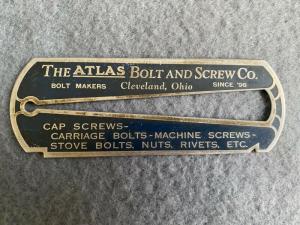 THE ATLAS BOLT AND SCREW CO.
BOLT MAKERS Cleveland, Ohio SINCE '96
CAP SCREWS-
CARRIAGE BOLTS-MACHINE SCREWS-
STOVE BOLTS, NUTS, RIVETS, ETC.